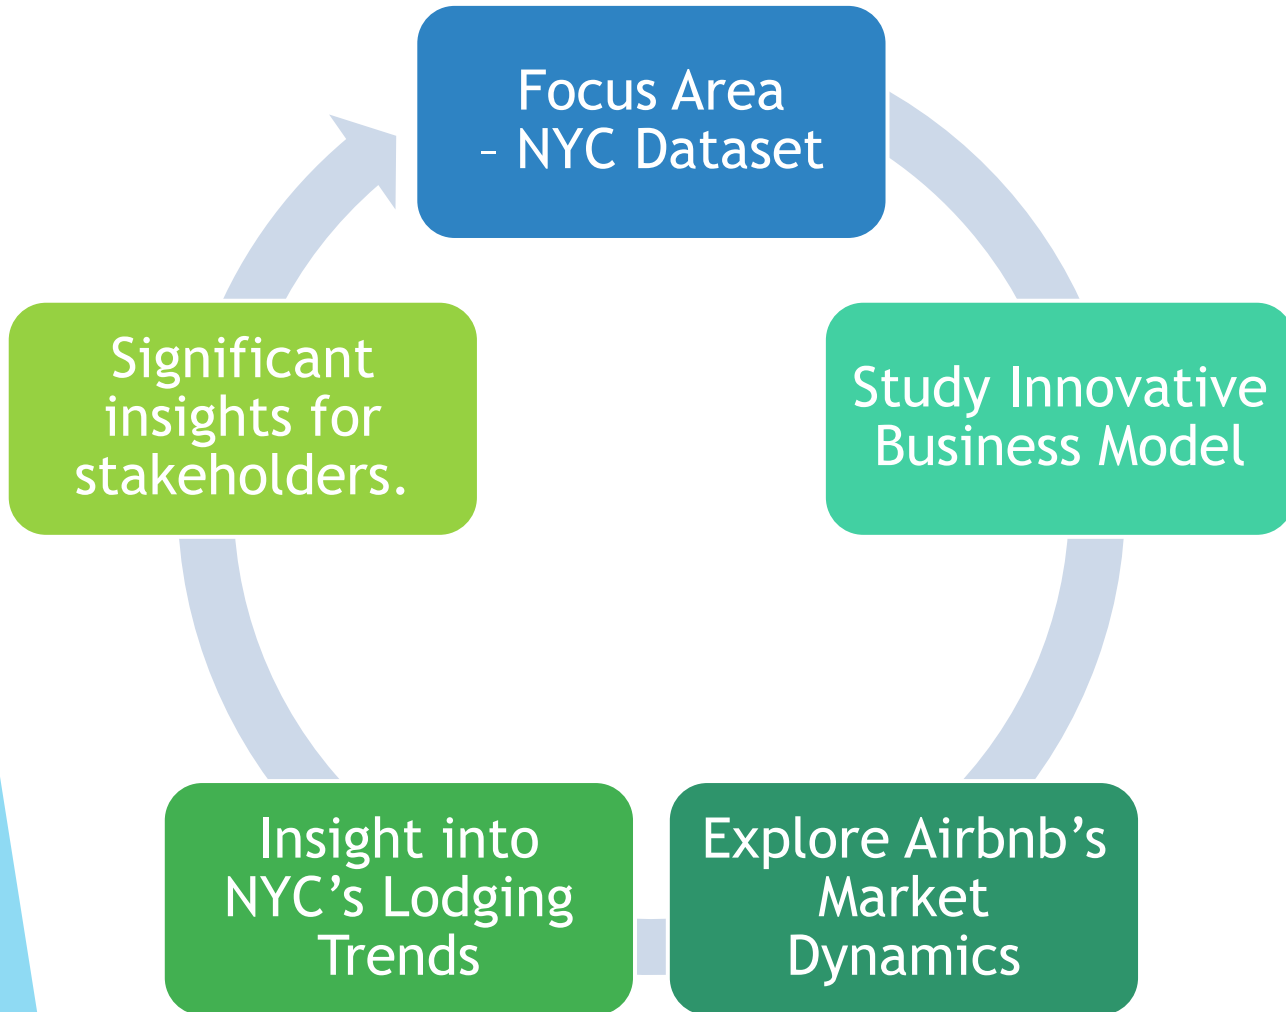 Focus Area
– NYC Dataset
Study Innovative
Business Model
Explore Airbnb’s
Market
Dynamics
Insight into
NYC’s Lodging
Trends
Significant
insights for
stakeholders.